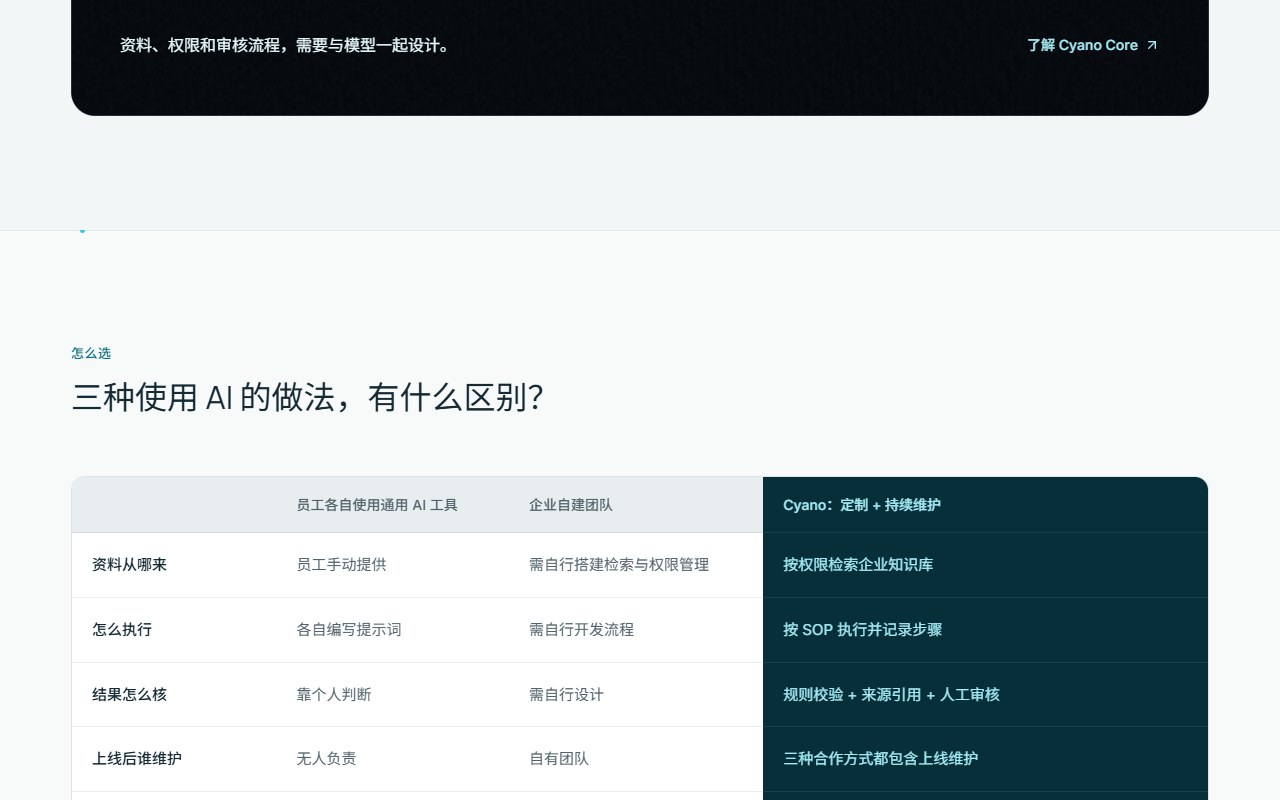 资料、权限和审核流程，需要与模型一起设计。
了解 Cyano Core
怎么选
三种使用 AI 的做法，有什么区别？
员工各自使用通用 AI 工具
企业自建团队
Cyano：定制 + 持续维护
资料从哪来
员工手动提供
需自行搭建检索与权限管理
按权限检索企业知识库
怎么执行
各自编写提示词
需自行开发流程
按 SOP 执行并记录步骤
结果怎么核
靠个人判断
需自行设计
规则校验 + 来源引用 + 人工审核
上线后谁维护
无人负责
自有团队
三种合作方式都包含上线维护